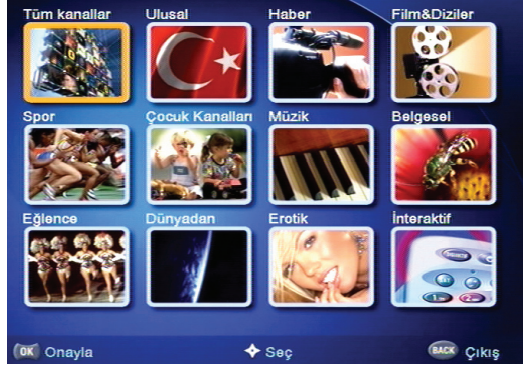 Tüm kanallar Ulusal Haber Film&Diziler
Spor Çocuk Kanalları Müzik Belgesel
Eğlence Dünyadan Erotik İnteraktif
OK Onayla Seç BACK Çıkış